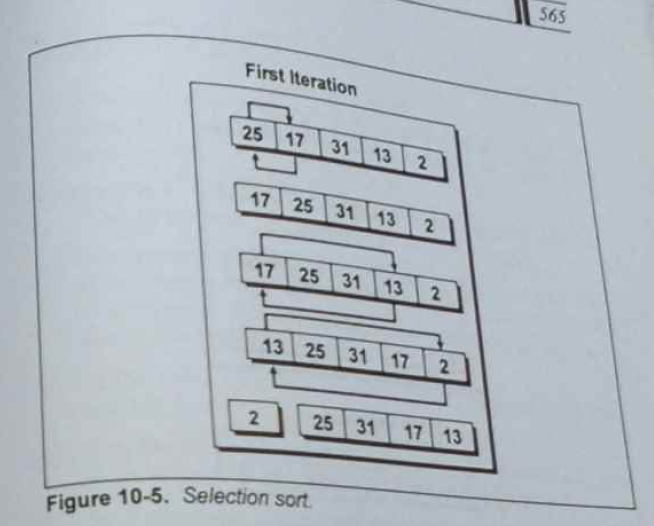 565
First Iteration
25 17 31 13 2
17 25 31 13 2
17 25 31 13 2
13 25 31 17 2
2 25 31 17 13
Figure 10-5. Selection sort.